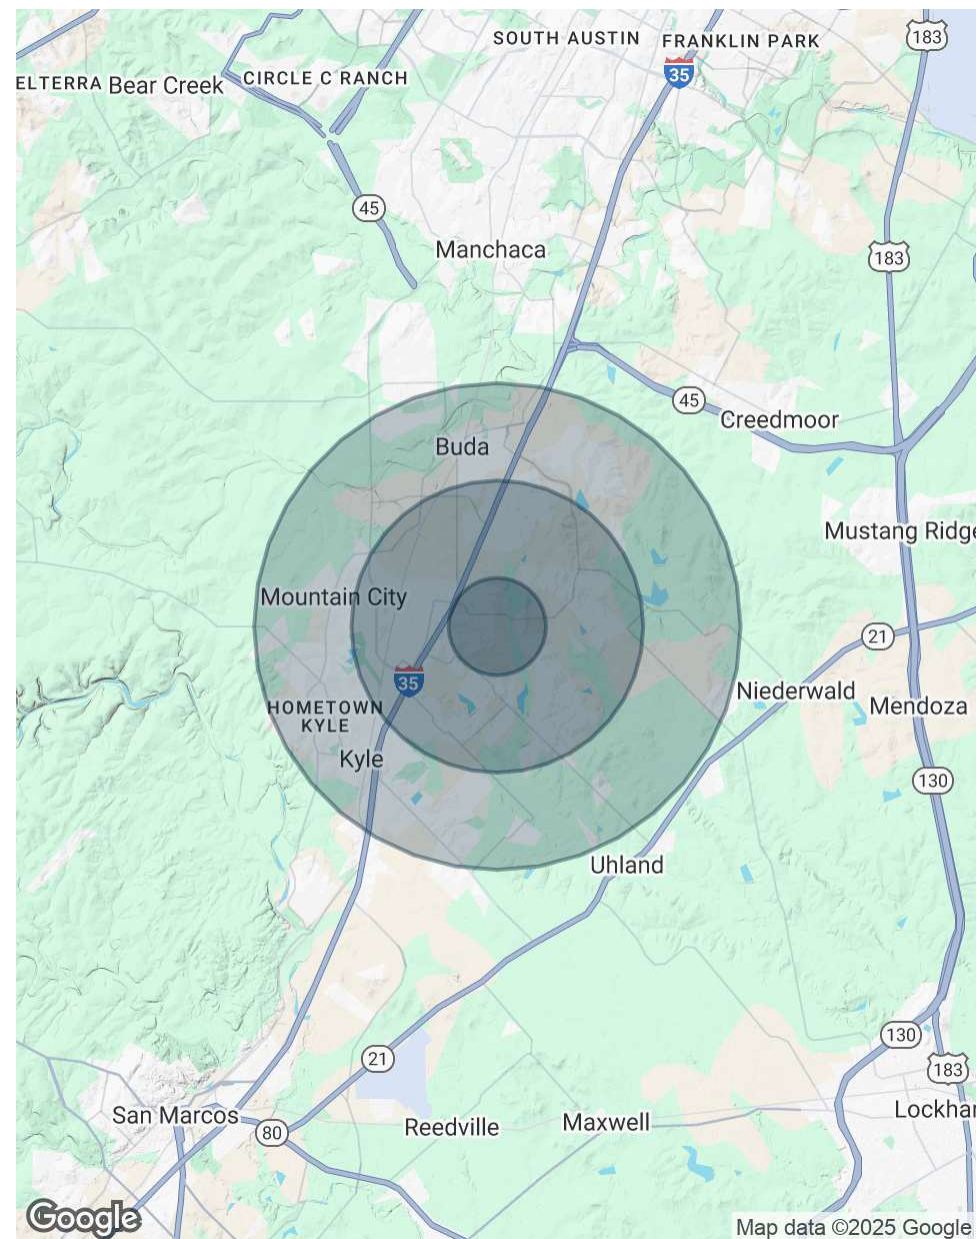 SOUTH AUSTIN
FRANKLIN PARK
183
35
ELTERRA
Bear Creek
CIRCLE C RANCH
45
Manchaca
183
45
Creedmoor
Buda
Mustang Ridge
Mountain City
21
35
Niederwald
Mendoza
HOMETOWN
KYLE
Kyle
130
Uhland
130
21
183
San Marcos
80
Reedville
Maxwell
Lockhar
Google
Map data ©2025 Google